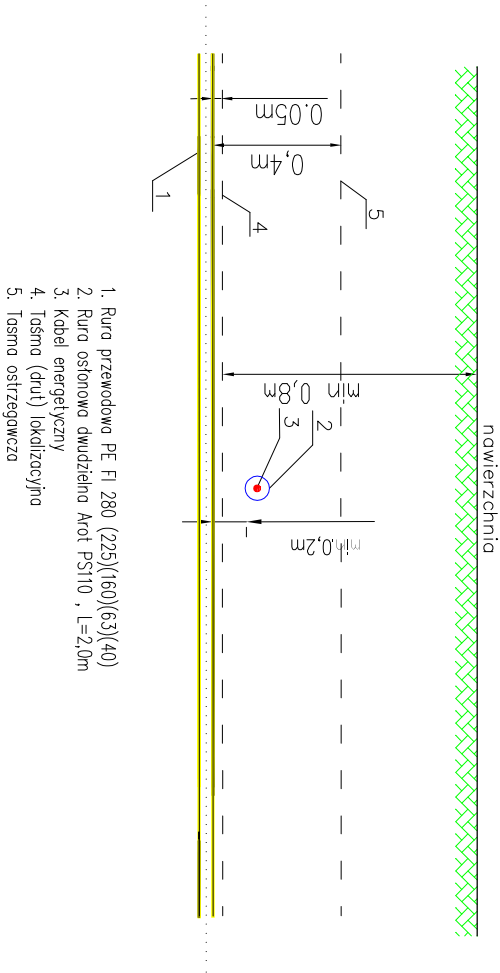 nawierzchnia
0.05m
0,4m
min 0,8m
min.0,2m
1
4
5
3
2
1. Rura przewodowa PE FI 280 (225)(160)(63)(40)
2. Rura osłonowa dwudzielna Arot PS110 , L=2,0m
3. Kabel energetyczny
4. Taśma (drut) lokalizacyjna
5. Tasma ostrzegawcza